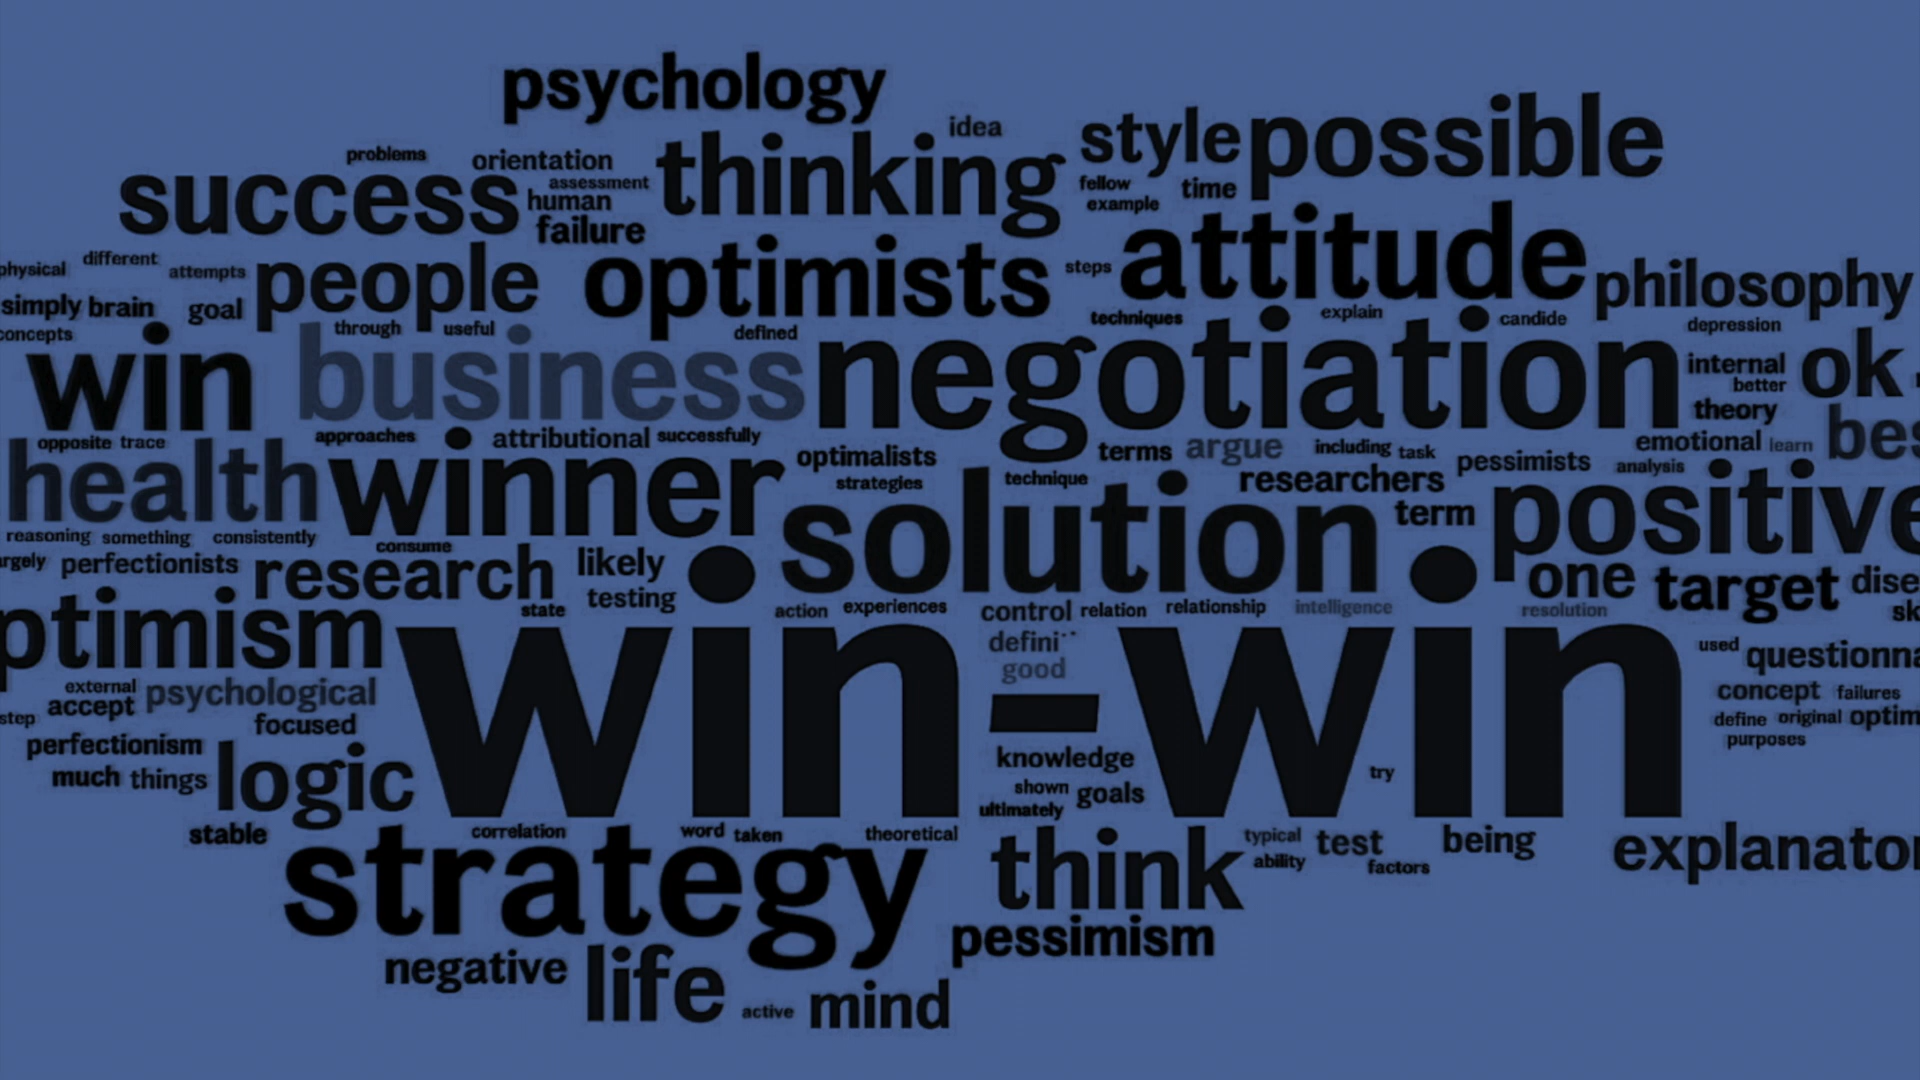 psychology
idea
style possible
problems orientation thinking
assessment fellow time
success human example
failure
attitude
different
physical attempts people optimists steps philosophy
simply brain goal
techniques explain candide
concepts through useful defined depression
win business negotiation internal ok
better
theory
opposite trace approaches attributional successfully emotional learn
health winner optimalists terms argue including task pessimists analysis
strategies technique researchers
solution term positive
reasoning something consistently
consume
perfectionists research likely one target
testing
state action experiences control relation relationship intelligence resolution
win-win
good
used
external psychological concept failures
accept
step focused define original
perfectionism purposes
knowledge
much things logic try
shown goals
ultimately
stable correlation word taken theoretical typical test being
strategy think ability factors
pessimism
negative life
active mind